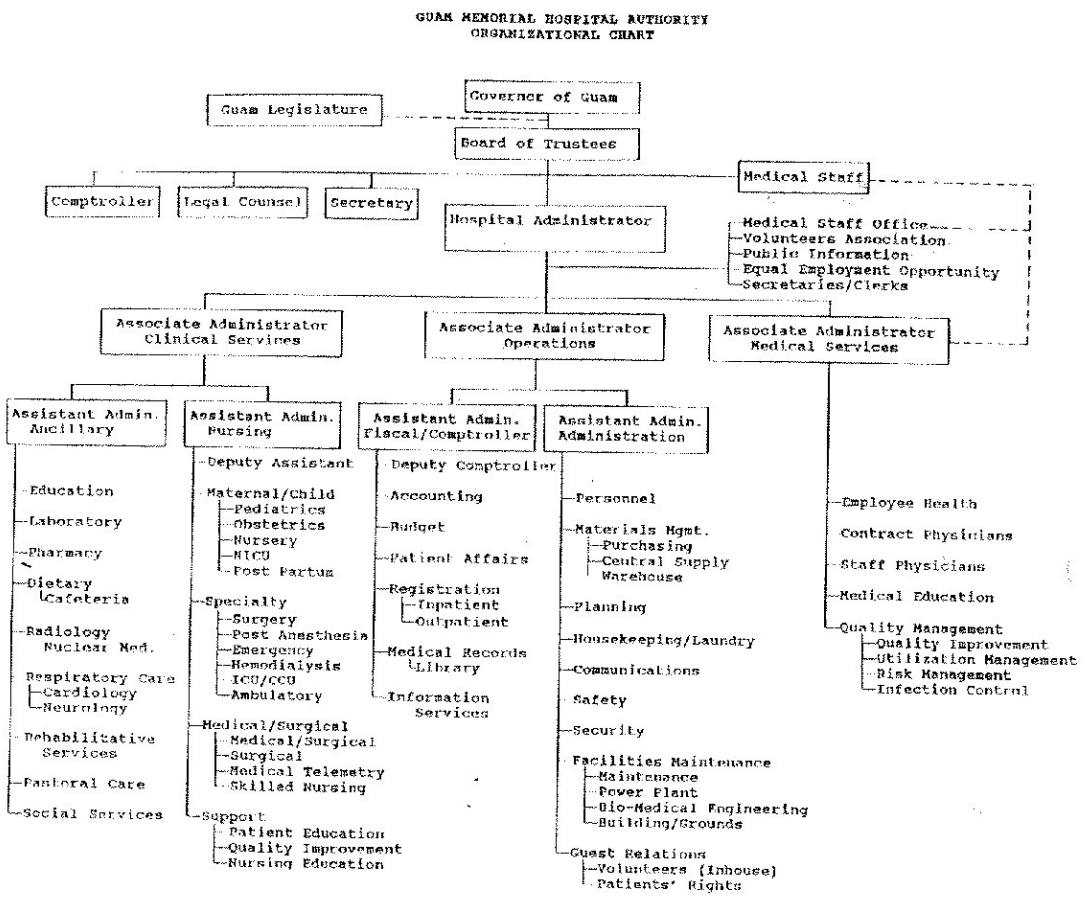 GUAM MEMORIAL HOSPITAL AUTHORITY
ORGANIZATIONAL CHART
Governor of Guam
Guam Legislature
Board of Trustees
Medical Staff
Comptroller
Legal Counsel
Secretary
Hospital Administrator
Medical Staff Office
Volunteers Association
Public Information
Equal Employment Opportunity
Secretaries/Clerks
Associate Administrator
Clinical Services
Associate Administrator
Operations
Associate Administrator
Medical Services
Assistant Admin.
Ancillary
Education
Laboratory
Pharmacy
Dietary
Cafeteria
Radiology
Nuclear Med.
Respiratory Care
Cardiology
Neurology
Rehabilitative
Services
Pastoral Care
Social Services
Assistant Admin.
Nursing
Deputy Assistant
Maternal/Child
Pediatrics
Obstetrics
Nursery
NICU
Post Partum
Specialty
Surgery
Post Anesthesia
Emergency
Hemodialysis
ICU/CCU
Ambulatory
Medical/Surgical
Medical/Surgical
Surgical
Medical Telemetry
Skilled Nursing
Support
Patient Education
Quality Improvement
Nursing Education
Assistant Admin.
Fiscal/Comptroller
Deputy Comptroller
Accounting
Budget
Patient Affairs
Registration
Inpatient
Outpatient
Medical Records
Library
Information
Services
Assistant Admin.
Administration
Personnel
Materials Mgmt.
Purchasing
Central Supply
Warehouse
Planning
Housekeeping/Laundry
Communications
Safety
Security
Facilities Maintenance
Maintenance
Power Plant
Bio-Medical Engineering
Building/Grounds
Guest Relations
Volunteers (Inhouse)
Patients' Rights
Employee Health
Contract Physicians
Staff Physicians
Medical Education
Quality Management
Quality Improvement
Utilization Management
Risk Management
Infection Control